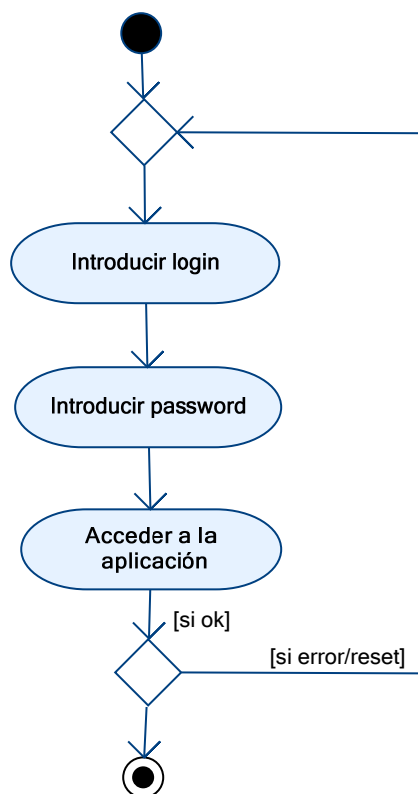 Introducir login
Introducir password
Acceder a la
aplicación
[si ok]
[si error/reset]